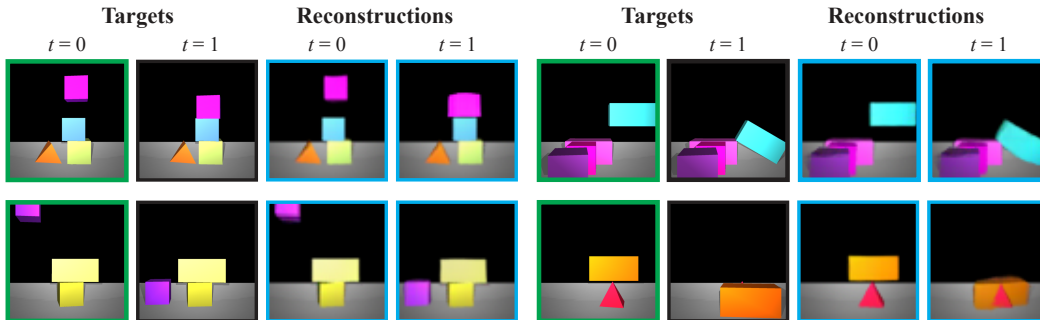 Targets Reconstructions Targets Reconstructions
t = 0 t = 1 t = 0 t = 1 t = 0 t = 1 t = 0 t = 1